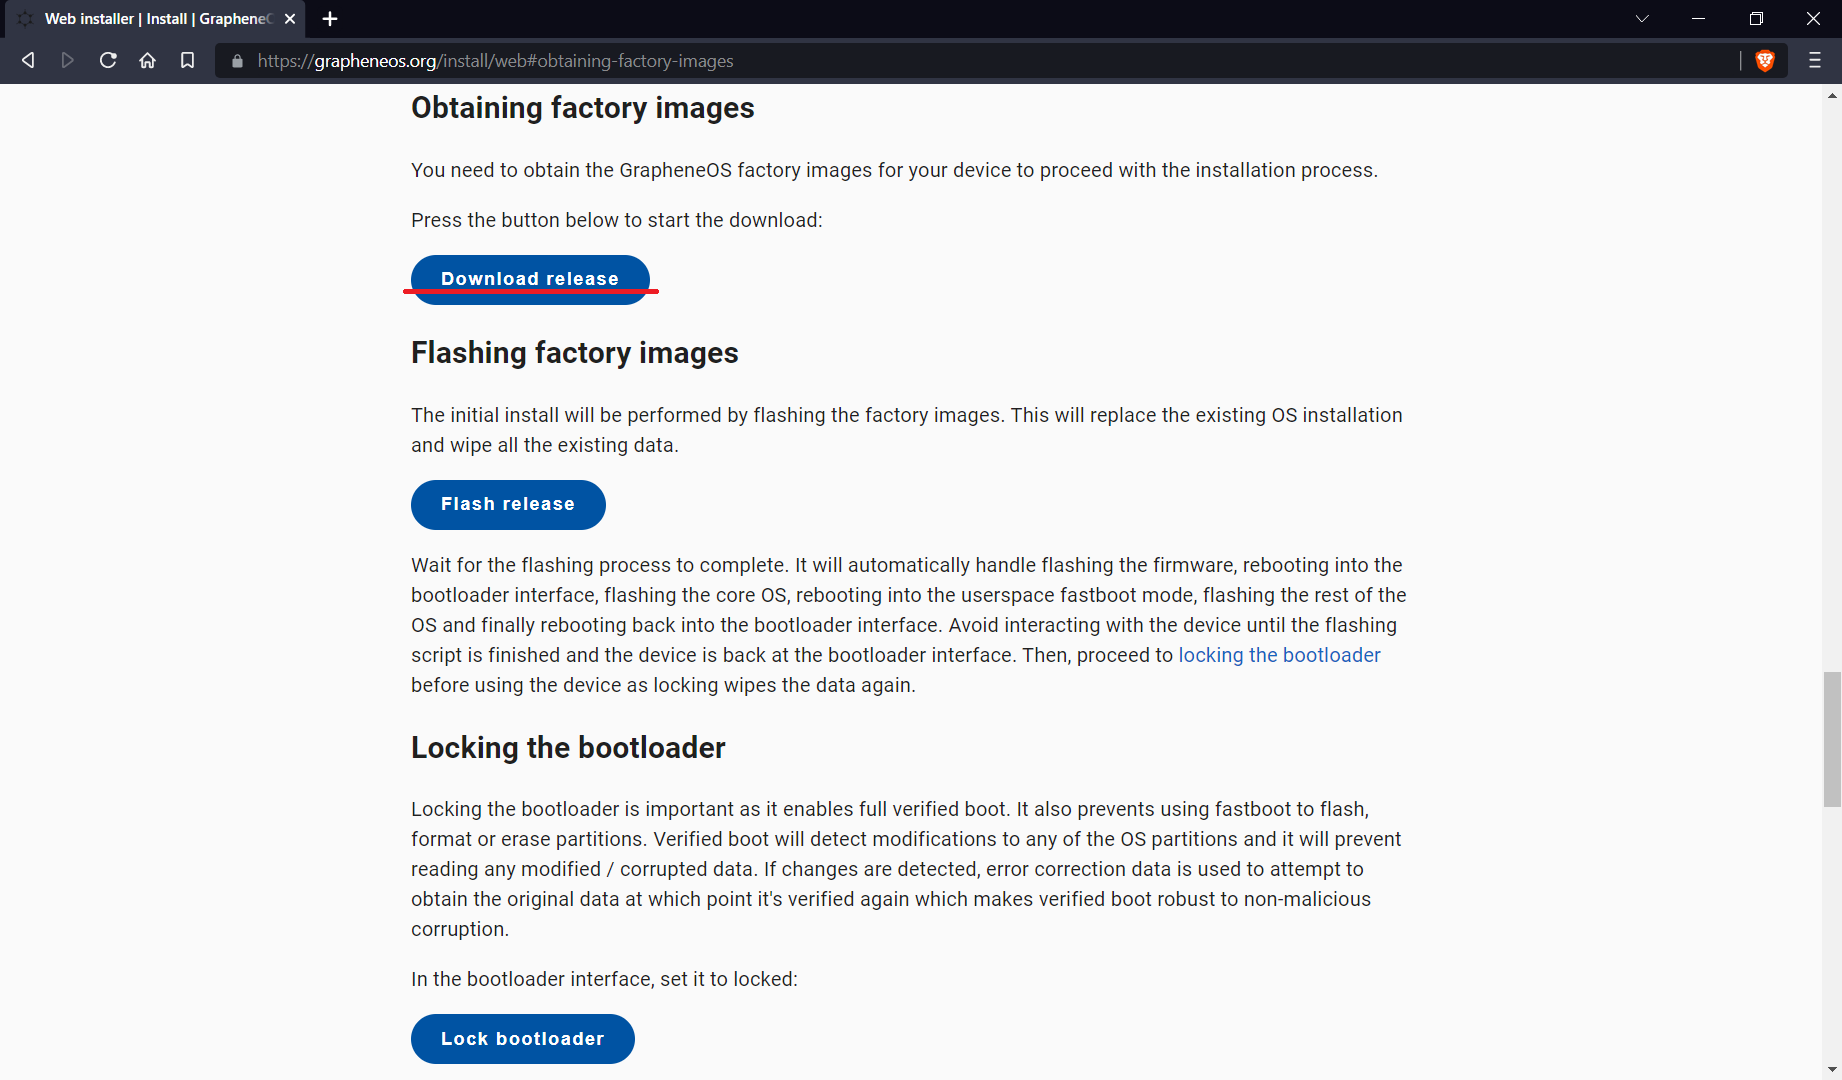 Web installer | Install | Graphene
https://grapheneos.org/install/web#obtaining-factory-images
Obtaining factory images
You need to obtain the GrapheneOS factory images for your device to proceed with the installation process.
Press the button below to start the download:
Download release
Flashing factory images
The initial install will be performed by flashing the factory images. This will replace the existing OS installation
and wipe all the existing data.
Flash release
Wait for the flashing process to complete. It will automatically handle flashing the firmware, rebooting into the
bootloader interface, flashing the core OS, rebooting into the userspace fastboot mode, flashing the rest of the
OS and finally rebooting back into the bootloader interface. Avoid interacting with the device until the flashing
script is finished and the device is back at the bootloader interface. Then, proceed to locking the bootloader
before using the device as locking wipes the data again.
Locking the bootloader
Locking the bootloader is important as it enables full verified boot. It also prevents using fastboot to flash,
format or erase partitions. Verified boot will detect modifications to any of the OS partitions and it will prevent
reading any modified / corrupted data. If changes are detected, error correction data is used to attempt to
obtain the original data at which point it's verified again which makes verified boot robust to non-malicious
corruption.
In the bootloader interface, set it to locked:
Lock bootloader